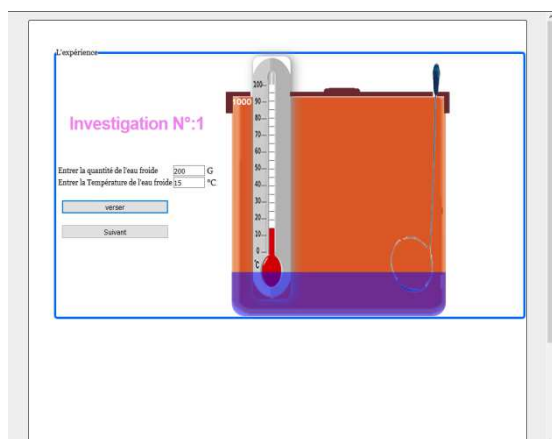 L'expérience
Investigation N°:1
Entrer la quantité de l'eau froide 200 G
Entrer la Température de l'eau froide 15 °C
verser
Suivant
1000
200
90
80
70
60
50
40
30
20
10
0
°C